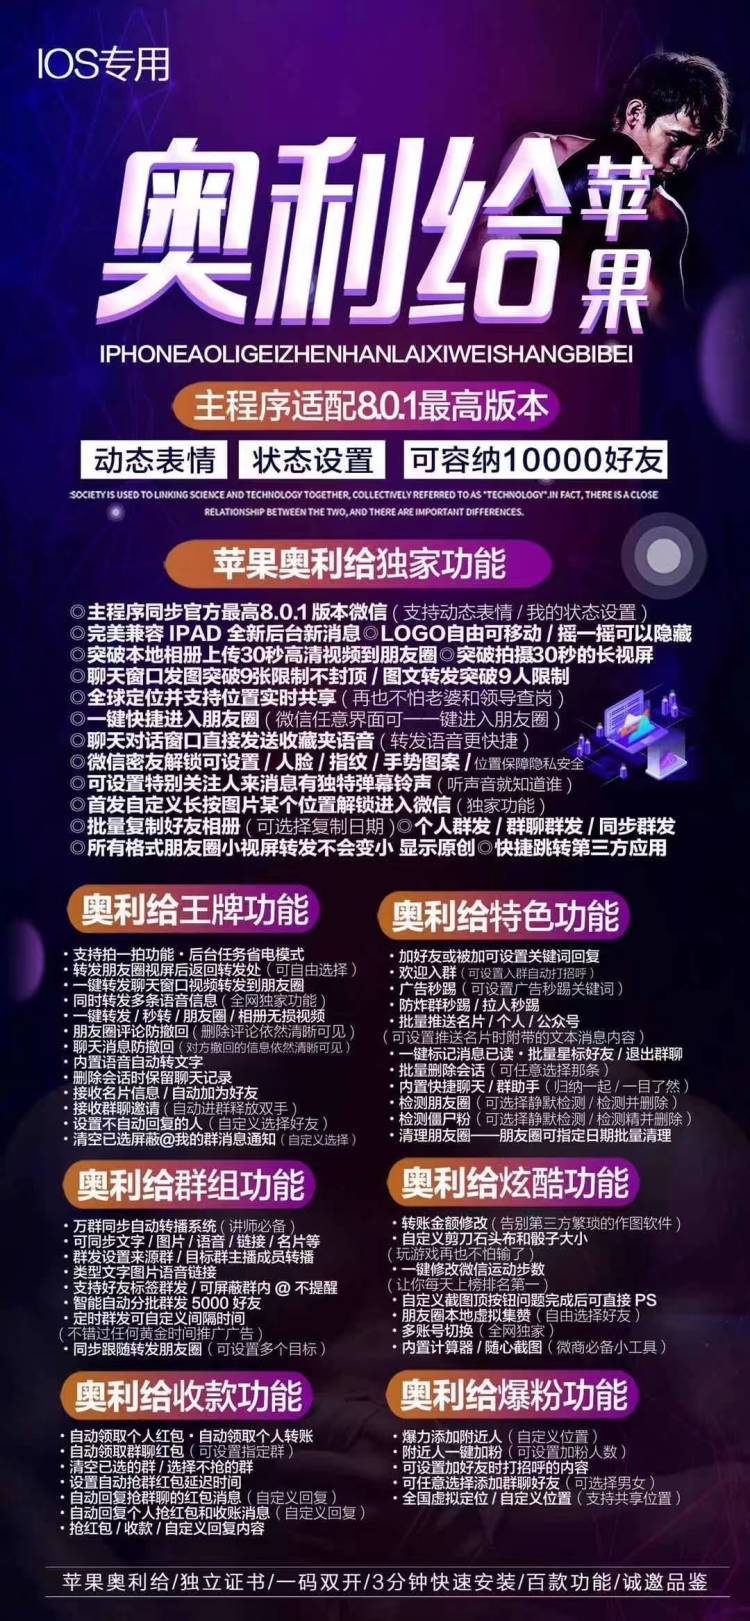 IOS专用
奥利给苹果
IPHONEAOLIGEIZHENHANLAIXIWEISHANGBIBEI
主程序适配8.0.1最高版本
动态表情 状态设置 可容纳10000好友
:SOCIETY IS USED TO LINKING SCIENCE AND TECHNOLOGY TOGETHER, COLLECTIVELY REFERRED TO AS "TECHNOLOGY".IN FACT, THERE IS A CLOSE
RELATIONSHIP BETWEEN THE TWO, AND THERE ARE IMPORTANT DIFFERENCES.
苹果奥利给独家功能
◎主程序同步官方最高8.0.1版本微信(支持动态表情/我的状态设置)
◎完美兼容 IPAD 全新后台新消息◎LOGO自由可移动/摇一摇可以隐藏
◎突破本地相册上传30秒高清视频到朋友圈◎突破拍摄30秒的长视屏
◎聊天窗口发图突破9张限制不封顶/图文转发突破9人限制
◎全球定位并支持位置实时共享(再也不怕老婆和领导查岗)
◎一键快捷进入朋友圈(微信任意界面可一一键进入朋友圈)
◎聊天对话窗口直接发送收藏夹语音(转发语音更快捷)
◎微信密友解锁可设置/人脸/指纹/手势图案/位置保障隐私安全
◎可设置特别关注人来消息有独特弹幕铃声(听声音就知道谁)
◎首发自定义长按图片某个位置解锁进入微信(独家功能)
◎批量复制好友相册(可选择复制日期)◎个人群发/群聊群发/同步群发
◎所有格式朋友圈小视屏转发不会变小 显示原创◎快捷跳转第三方应用
奥利给王牌功能
·支持拍一拍功能·后台任务省电模式
·转发朋友圈视屏后返回转发处(可自由选择)
·一键转发聊天窗口视频转发到朋友圈
·同时转发多条语音信息(全网独家功能)
·一键转发/秒转/朋友圈/相册无损视频
·朋友圈评论防撤回(删除评论依然清晰可见)
·聊天消息防撤回(对方撤回的信息依然清晰可见)
·内置语音自动转文字
·删除会话时保留聊天记录
·接收名片信息/自动加为好友
·接收群聊邀请(自动进群释放双手)
·设置不自动回复的人(自定义选择好友)
·清空已选屏蔽@我的群消息通知(自定义选择)
奥利给特色功能
·加好友或被加可设置关键词回复
·欢迎入群(可设置入群自动打招呼)
·广告秒踢(可设置广告秒踢关键词)
·防炸群秒踢/拉人秒踢
·批量推送名片/个人/公众号
(可设置推送名片时附带的文本消息内容)
·一键标记消息已读·批量星标好友/退出群聊
·批量删除会话(可任意选择那条)
·内置快捷聊天/群助手(归纳一起/一目了然)
·检测朋友圈(可选择静默检测/检测并删除)
·检测僵尸粉(可选择静默检测/检测精并删除)
·清理朋友圈——朋友圈可指定日期批量清理
奥利给群组功能
·万群同步自动转播系统(讲师必备)
·可同步文字/图片/语音/链接/名片等
·群发设置来源群/目标群主播成员转播
·类型文字图片语音链接
·支持好友标签群发/可屏蔽群内 @ 不提醒
·智能自动分批群发 5000 好友
·定时群发可自定义间隔时间
(不错过任何黄金时间推广广告)
·同步跟随转发朋友圈(可设置多个目标)
奥利给炫酷功能
·转账金额修改(告别第三方繁琐的作图软件)
·自定义剪刀石头布和骰子大小
(玩游戏再也不怕输了)
·一键修改微信运动步数
(让你每天上榜排名第一)
·自定义截图顶按钮问题完成后可直接 PS
·朋友圈本地虚拟集赞(自由选择好友)
·多账号切换(全网独家)
·内置计算器/随心截图(微商必备小工具)
奥利给收款功能
·自动领取个人红包·自动领取个人转账
·自动领取群聊红包(可设置指定群)
·清空已选的群/选择不抢的群
·设置自动抢群红包延迟时间
·自动回复抢群聊的红包消息(自定义回复)
·自动回复个人抢红包和收账消息(自定义回复)
·抢红包/收款/自定义回复内容
奥利给爆粉功能
·爆力添加附近人(自定义位置)
·附近人一键加粉(可设置加粉人数)
·可设置加好友时打招呼的内容
·可任意选择添加群聊好友(可选择男女)
·全国虚拟定位/自定义位置(支持共享位置)
苹果奥利给/独立证书/一码双开/3分钟快速安装/百款功能/诚邀品鉴